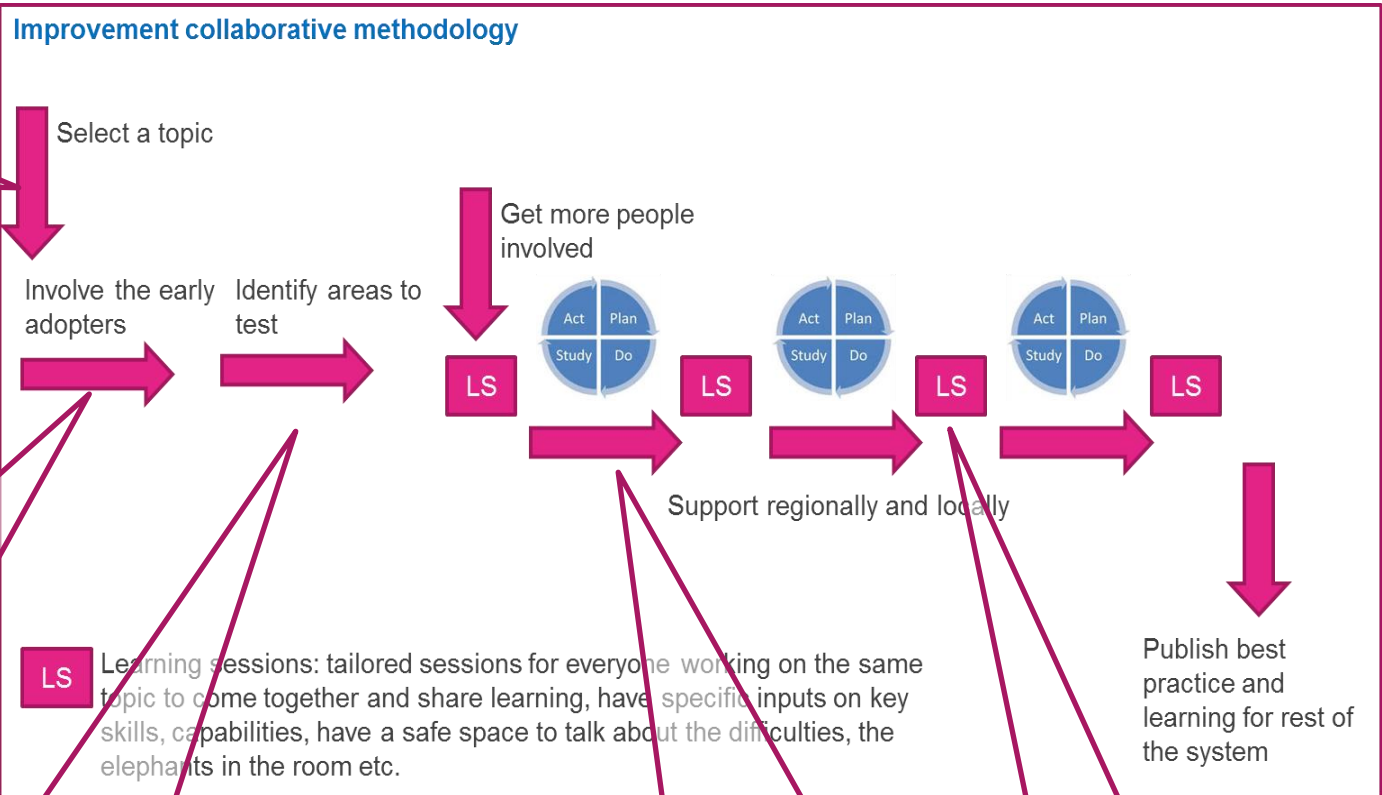 Improvement collaborative methodology
Select a topic
Get more people
involved
Involve the early
adopters
Identify areas to
test
Act Plan
Study Do
Act Plan
Study Do
Act Plan
Study Do
LS
LS
LS
LS
Support regionally and locally
LS
Learning sessions: tailored sessions for everyone working on the same
topic to come together and share learning, have specific inputs on key
skills, capabilities, have a safe space to talk about the difficulties, the
elephants in the room etc.
Publish best
practice and
learning for rest of
the system